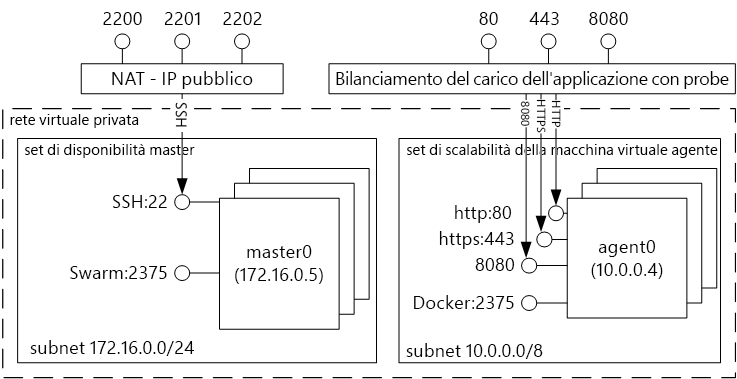 2200 2201 2202
80 443 8080
NAT - IP pubblico
Bilanciamento del carico dell'applicazione con probe
SSH
8080
HTTPS
HTTP
rete virtuale privata
set di disponibilità master
SSH:22
Swarm:2375
master0
(172.16.0.5)
subnet 172.16.0.0/24
set di scalabilità della macchina virtuale agente
http:80
https:443
8080
Docker:2375
agent0
(10.0.0.4)
subnet 10.0.0.0/8